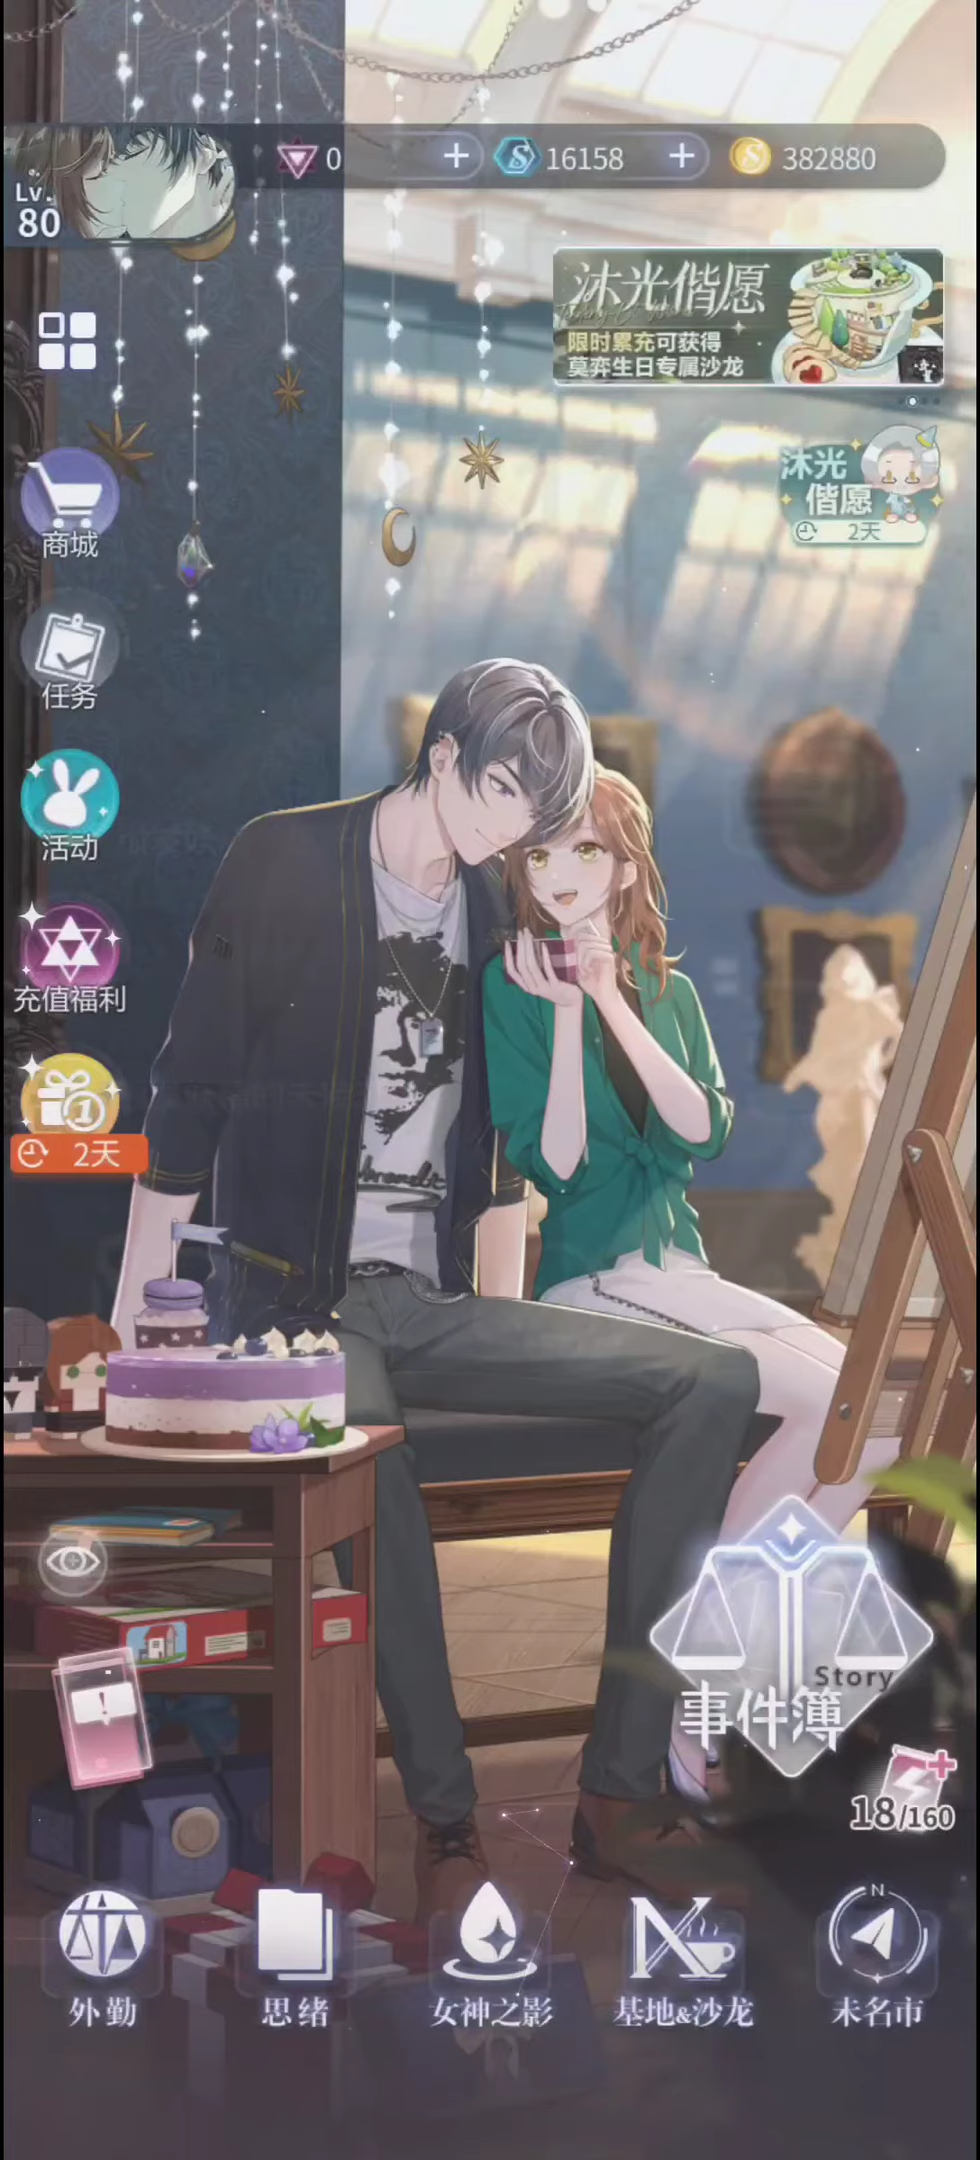 0
16158
382880
Lv.
80
沐光偕愿
限时累充可获得
莫弈生日专属沙龙
沐光
偕愿
2天
商城
任务
活动
充值福利
1
2天
Story
事件簿
18/160
N
外勤
思绪
女神之影
基地&沙龙
未名市